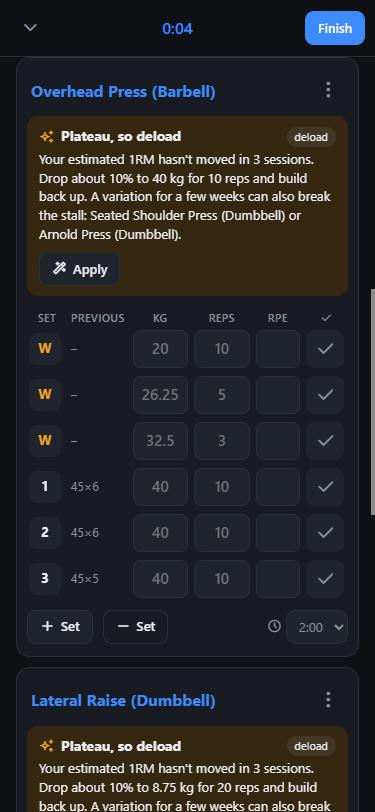 0:04
Finish
Overhead Press (Barbell)
Plateau, so deload
deload
Your estimated 1RM hasn't moved in 3 sessions.
Drop about 10% to 40 kg for 10 reps and build
back up. A variation for a few weeks can also break
the stall: Seated Shoulder Press (Dumbbell) or
Arnold Press (Dumbbell).
Apply
SET PREVIOUS KG REPS RPE ✓
W – 20 10
W – 26.25 5
W – 32.5 3
1 45×6 40 10
2 45×6 40 10
3 45×5 40 10
+ Set − Set 2:00
Lateral Raise (Dumbbell)
Plateau, so deload
deload
Your estimated 1RM hasn't moved in 3 sessions.
Drop about 10% to 8.75 kg for 20 reps and build
back up. A variation for a few weeks can also break